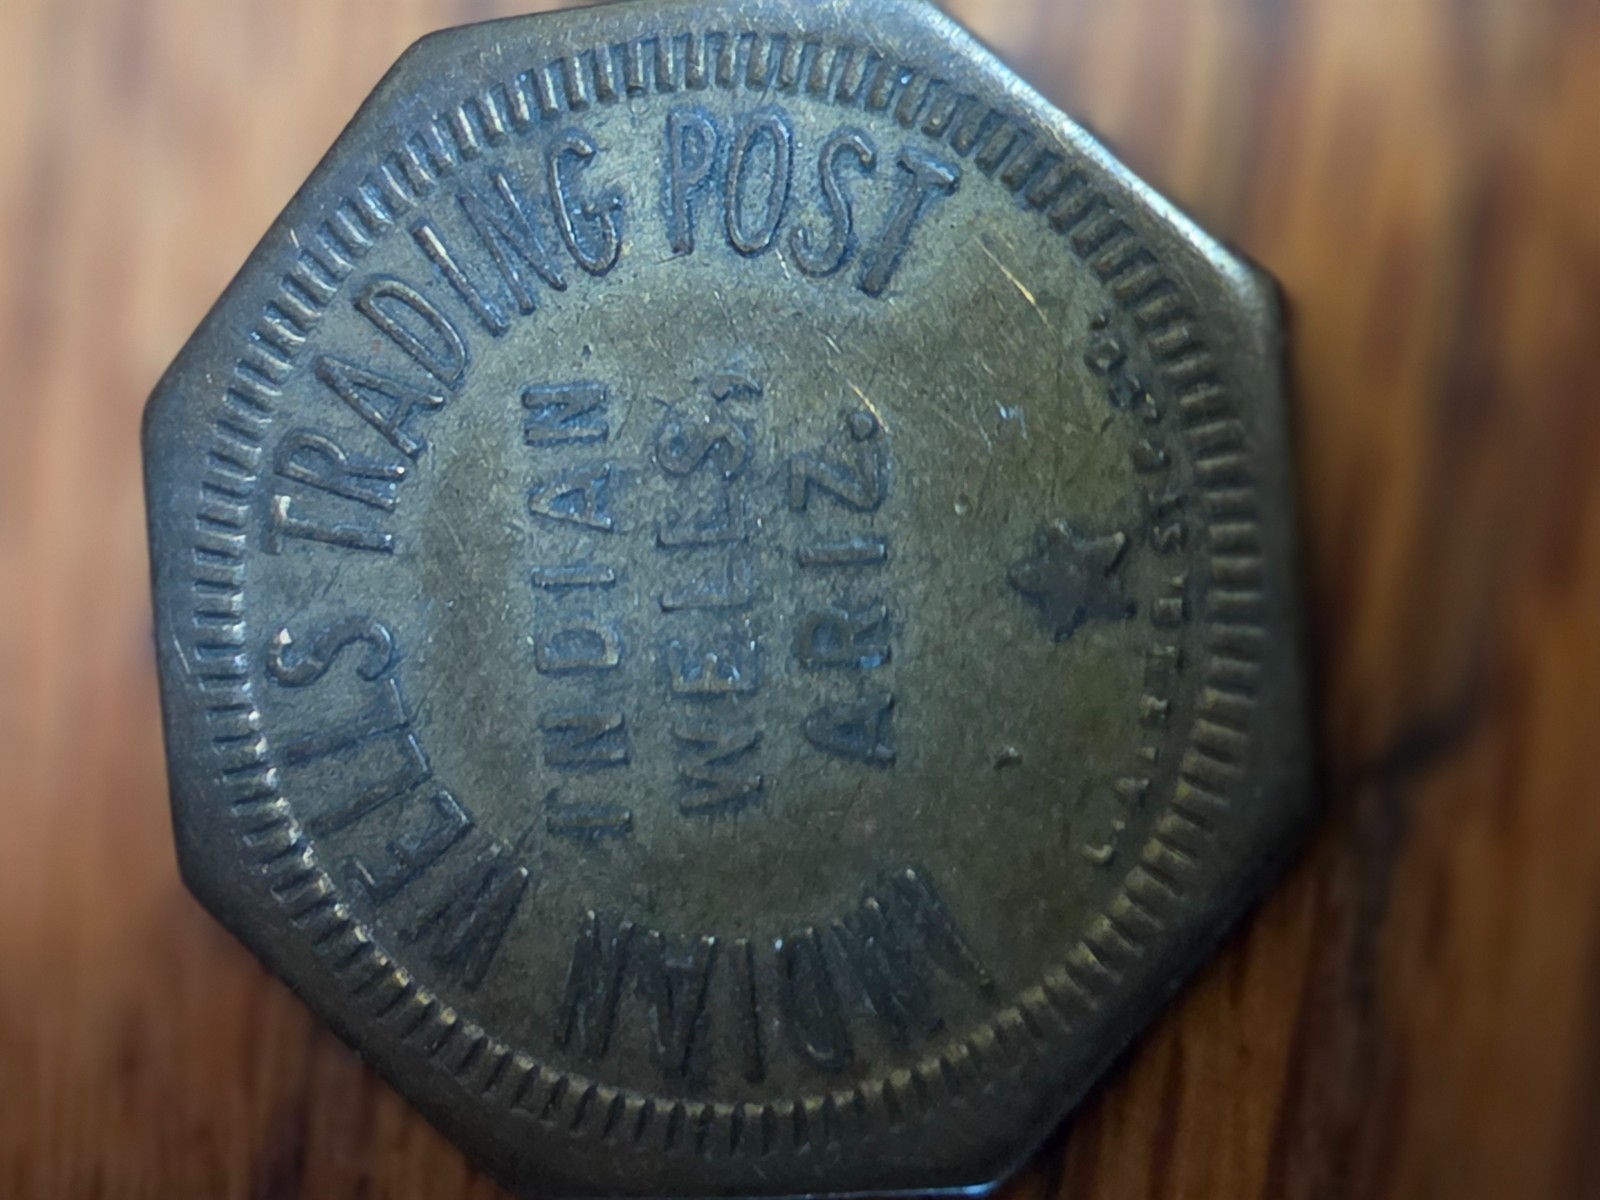 INDIAN WELLS TRADING POST
INDIAN
WELLS,
ARIZ.